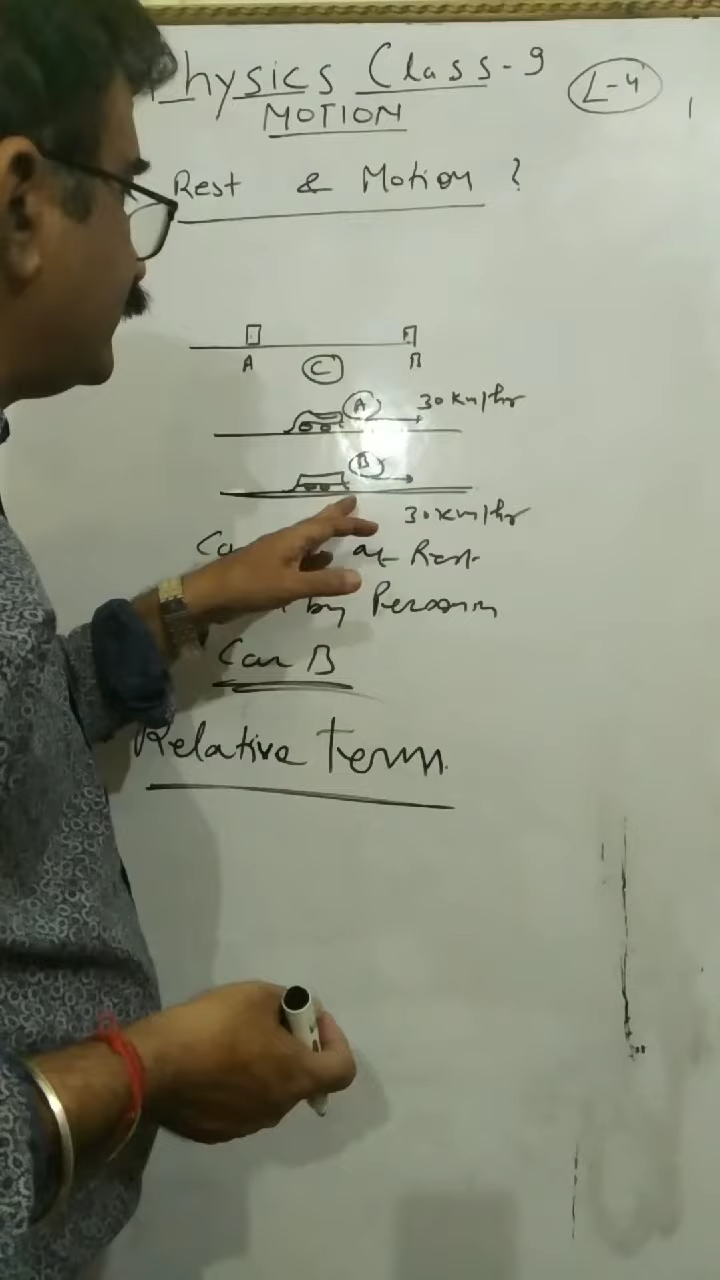 Physics Class-9
L-4
MOTION
Rest & Motion ?
A B
C
A 30 km/hr
B
30 km/hr
at Rest
by Person in
Car B
Relative term